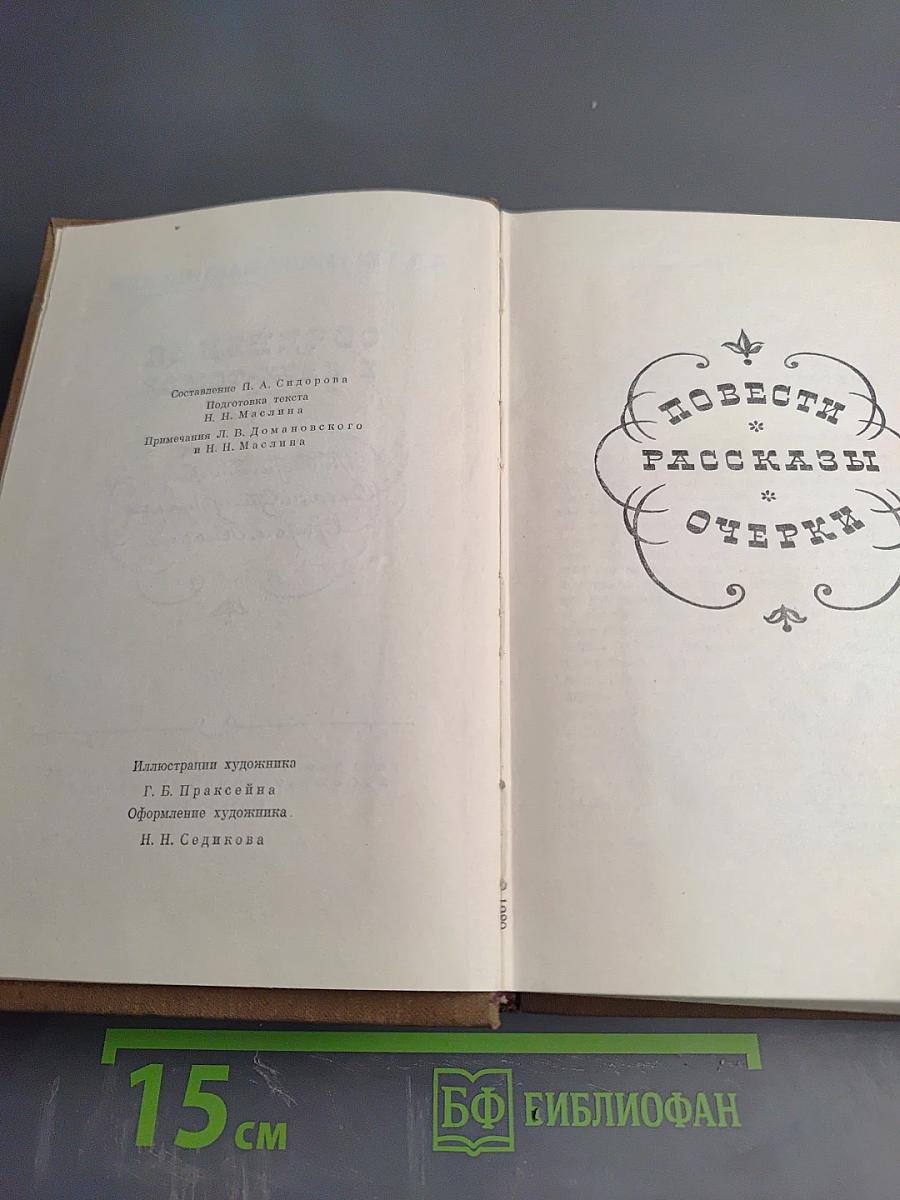 Составление П. А. Сидорова
Подготовка текста
Н. Н. Маслина
Примечания Л. В. Домановского
и Н. Н. Маслина
Иллюстрации художника
Г. Б. Праксейна
Оформление художника
Н. Н. Седикова
ПОВЕСТИ
*
РАССКАЗЫ
*
ОЧЕРКИ
15 см
БФ БИБЛИОФАН